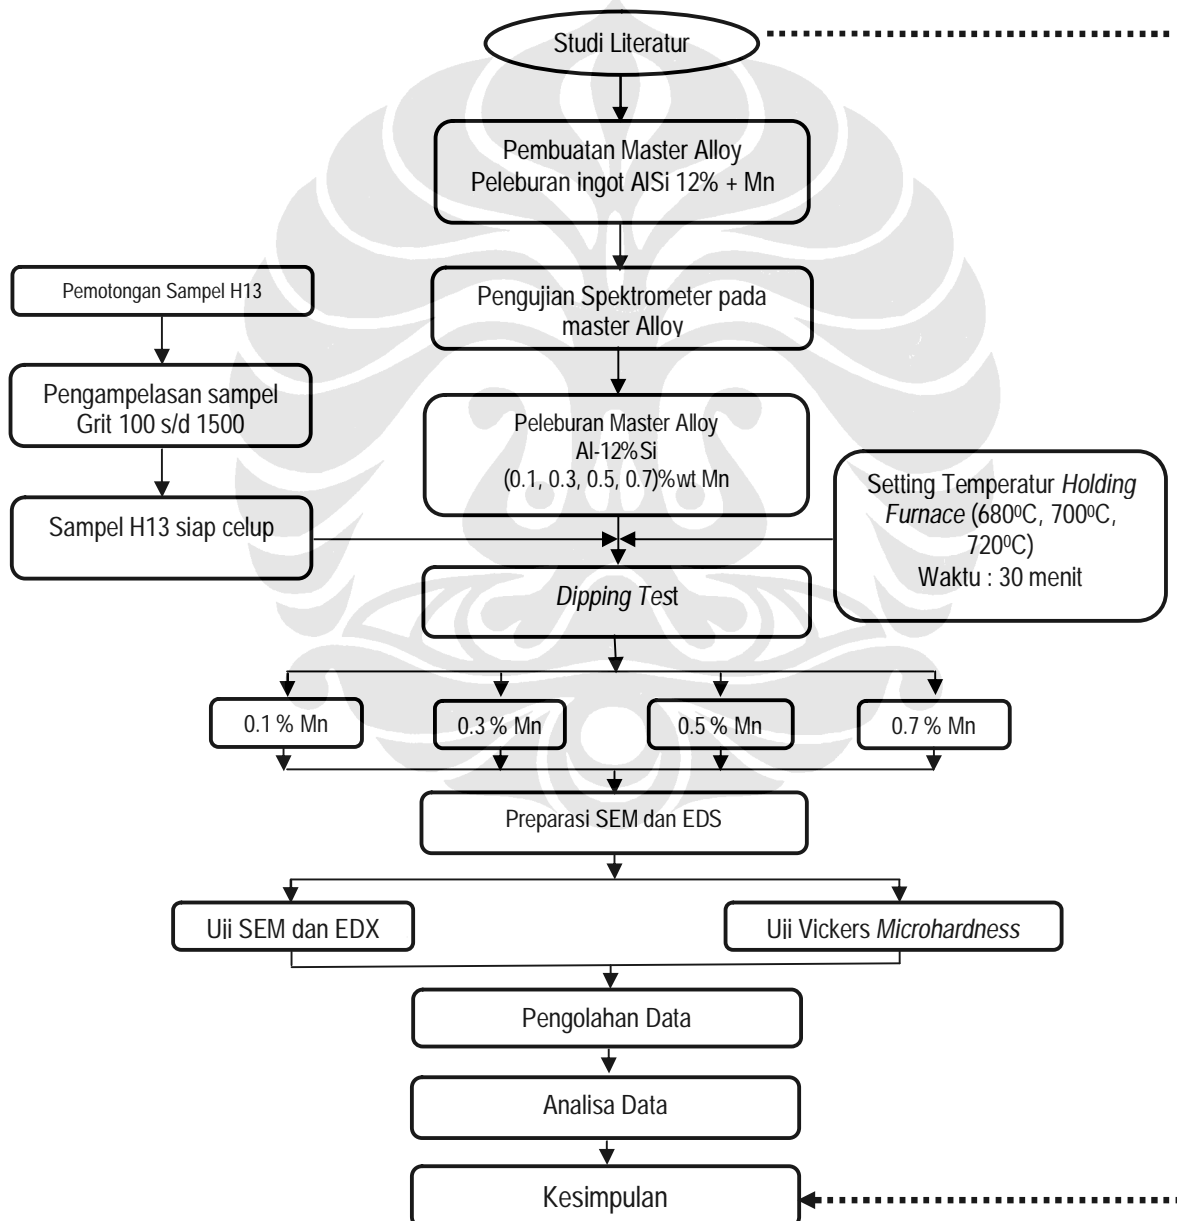 Studi Literatur
Pembuatan Master Alloy
Peleburan ingot AlSi 12% + Mn
Pemotongan Sampel H13
Pengujian Spektrometer pada
master Alloy
Pengampelasan sampel
Grit 100 s/d 1500
Peleburan Master Alloy
Al-12%Si
(0.1, 0.3, 0.5, 0.7)%wt Mn
Sampel H13 siap celup
Setting Temperatur Holding
Furnace (680⁰C, 700⁰C,
720⁰C)
Waktu : 30 menit
Dipping Test
0.1 % Mn
0.3 % Mn
0.5 % Mn
0.7 % Mn
Preparasi SEM dan EDS
Uji SEM dan EDX
Uji Vickers Microhardness
Pengolahan Data
Analisa Data
Kesimpulan